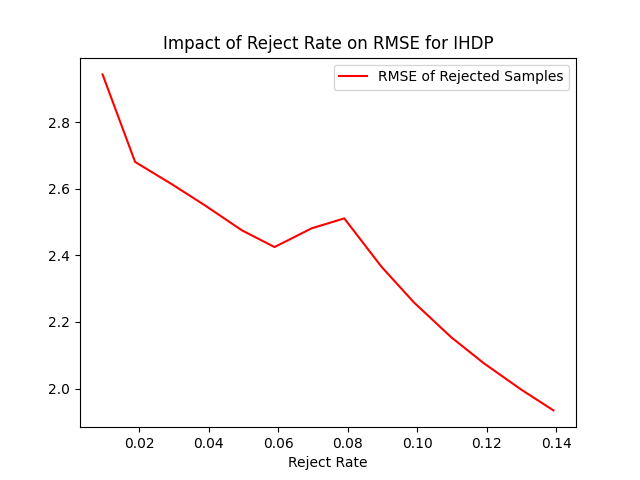 Impact of Reject Rate on RMSE for IHDP
RMSE of Rejected Samples
2.8
2.6
2.4
2.2
2.0
0.02 0.04 0.06 0.08 0.10 0.12 0.14
Reject Rate